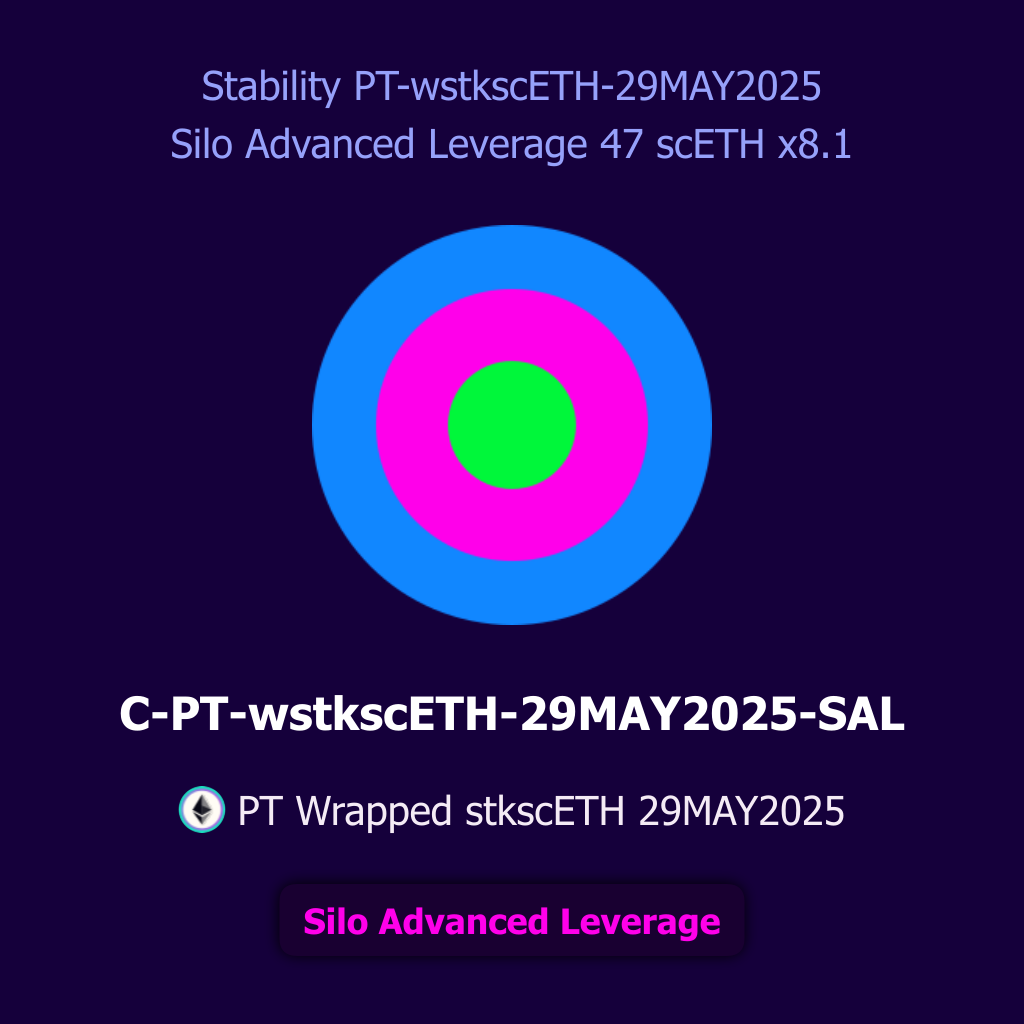 Stability PT-wstkscETH-29MAY2025
Silo Advanced Leverage 47 scETH x8.1
C-PT-wstkscETH-29MAY2025-SAL
PT Wrapped stkscETH 29MAY2025
Silo Advanced Leverage